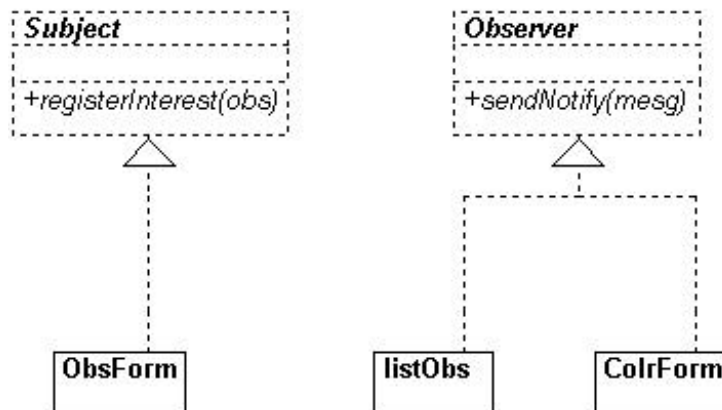 Subject
+registerInterest(obs)
Observer
+sendNotify(mesg)
ObsForm
listObs
ColrForm